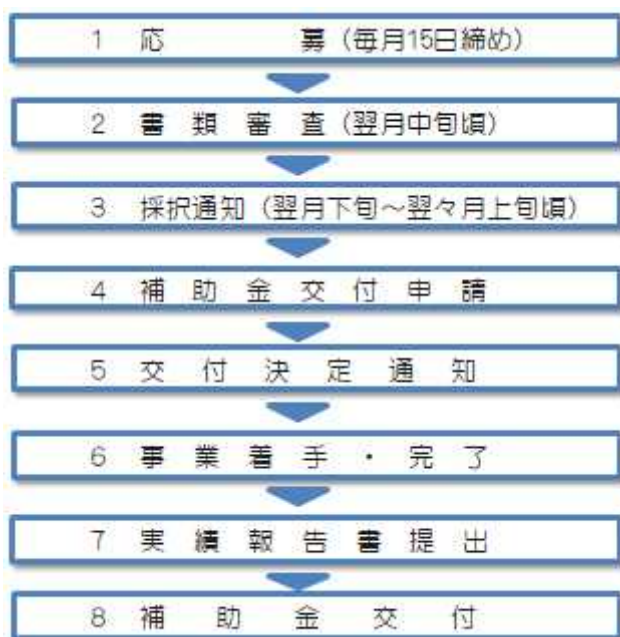 1 応募（毎月15日締め）
2 書類審査（翌月中旬頃）
3 採択通知（翌月下旬～翌々月上旬頃）
4 補助金交付申請
5 交付決定通知
6 事業着手・完了
7 実績報告書提出
8 補助金交付